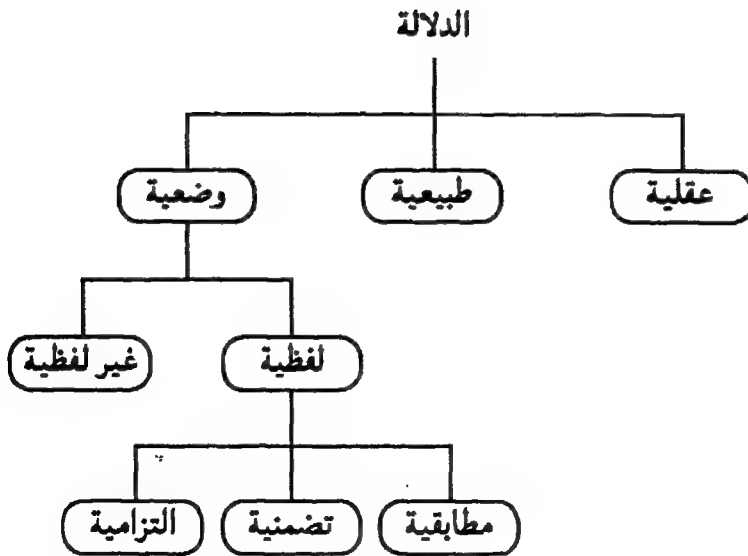 الدلالة
عقلية
طبيعية
وضعية
لفظية
غير لفظية
مطابقية
تضمنية
التزامية